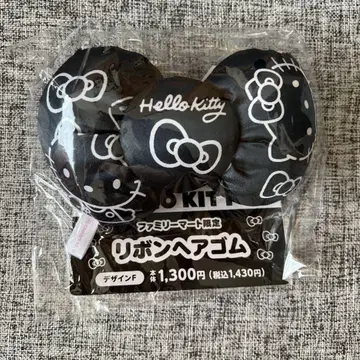 Hello Kitty
KITT
ファミリーマート限定
リボンヘアゴム
デザインF
本体 1,300円（税込1,430円）